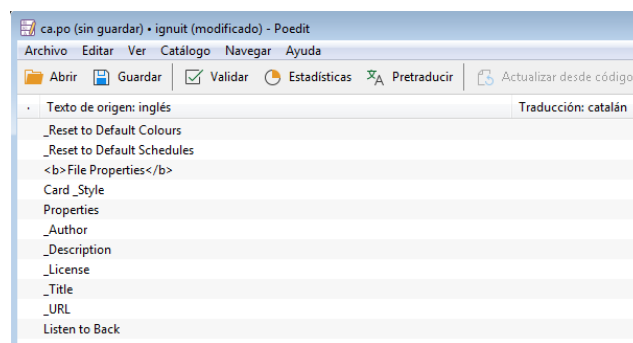 ca.po (sin guardar) • ignuit (modificado) - Poedit
Archivo Editar Ver Catálogo Navegar Ayuda
Abrir Guardar Validar Estadísticas Pretraducir Actualizar desde código
· Texto de origen: inglés Traducción: catalán
_Reset to Default Colours
_Reset to Default Schedules
<b>File Properties</b>
Card _Style
Properties
_Author
_Description
_License
_Title
_URL
Listen to Back